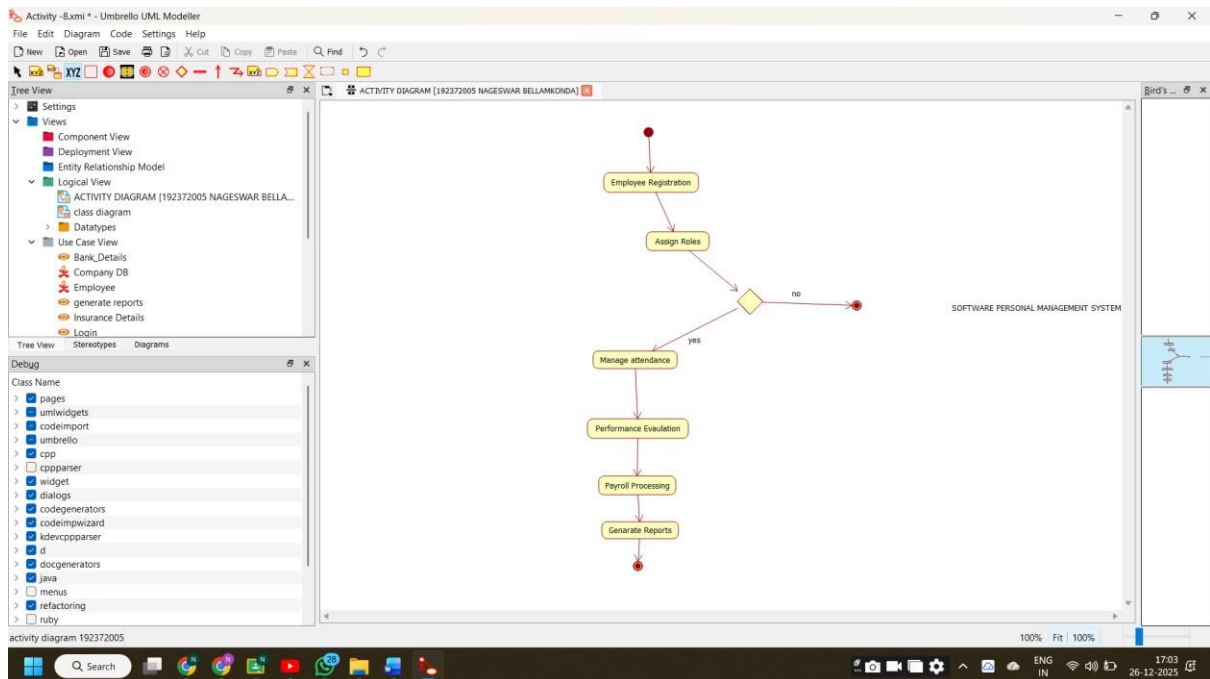 Activity -8.xmi * - Umbrello UML Modeller
File Edit Diagram Code Settings Help
New Open Save Cut Copy Paste Find
XYZ XYZ XYZ XYZ
Tree View
Settings
Views
Component View
Deployment View
Entity Relationship Model
Logical View
ACTIVITY DIAGRAM [192372005 NAGESWAR BELLA...
class diagram
Datatypes
Use Case View
Bank_Details
Company DB
Employee
generate reports
Insurance Details
Login
Tree View Stereotypes Diagrams
Debug
Class Name
pages
umlwidgets
codeimport
umbrello
cpp
cppparser
widget
dialogs
codegenerators
codeimpwizard
kdevcppparser
d
docgenerators
java
menus
refactoring
ruby
ACTIVITY DIAGRAM [192372005 NAGESWAR BELLAMKONDA]
Employee Registration
Assign Roles
no
SOFTWARE PERSONAL MANAGEMENT SYSTEM
yes
Manage attendance
Performance Evaulation
Payroll Processing
Genarate Reports
Bird's ...
activity diagram 192372005
100% Fit 100%
Search
28
ENG
IN
17:03
26-12-2025